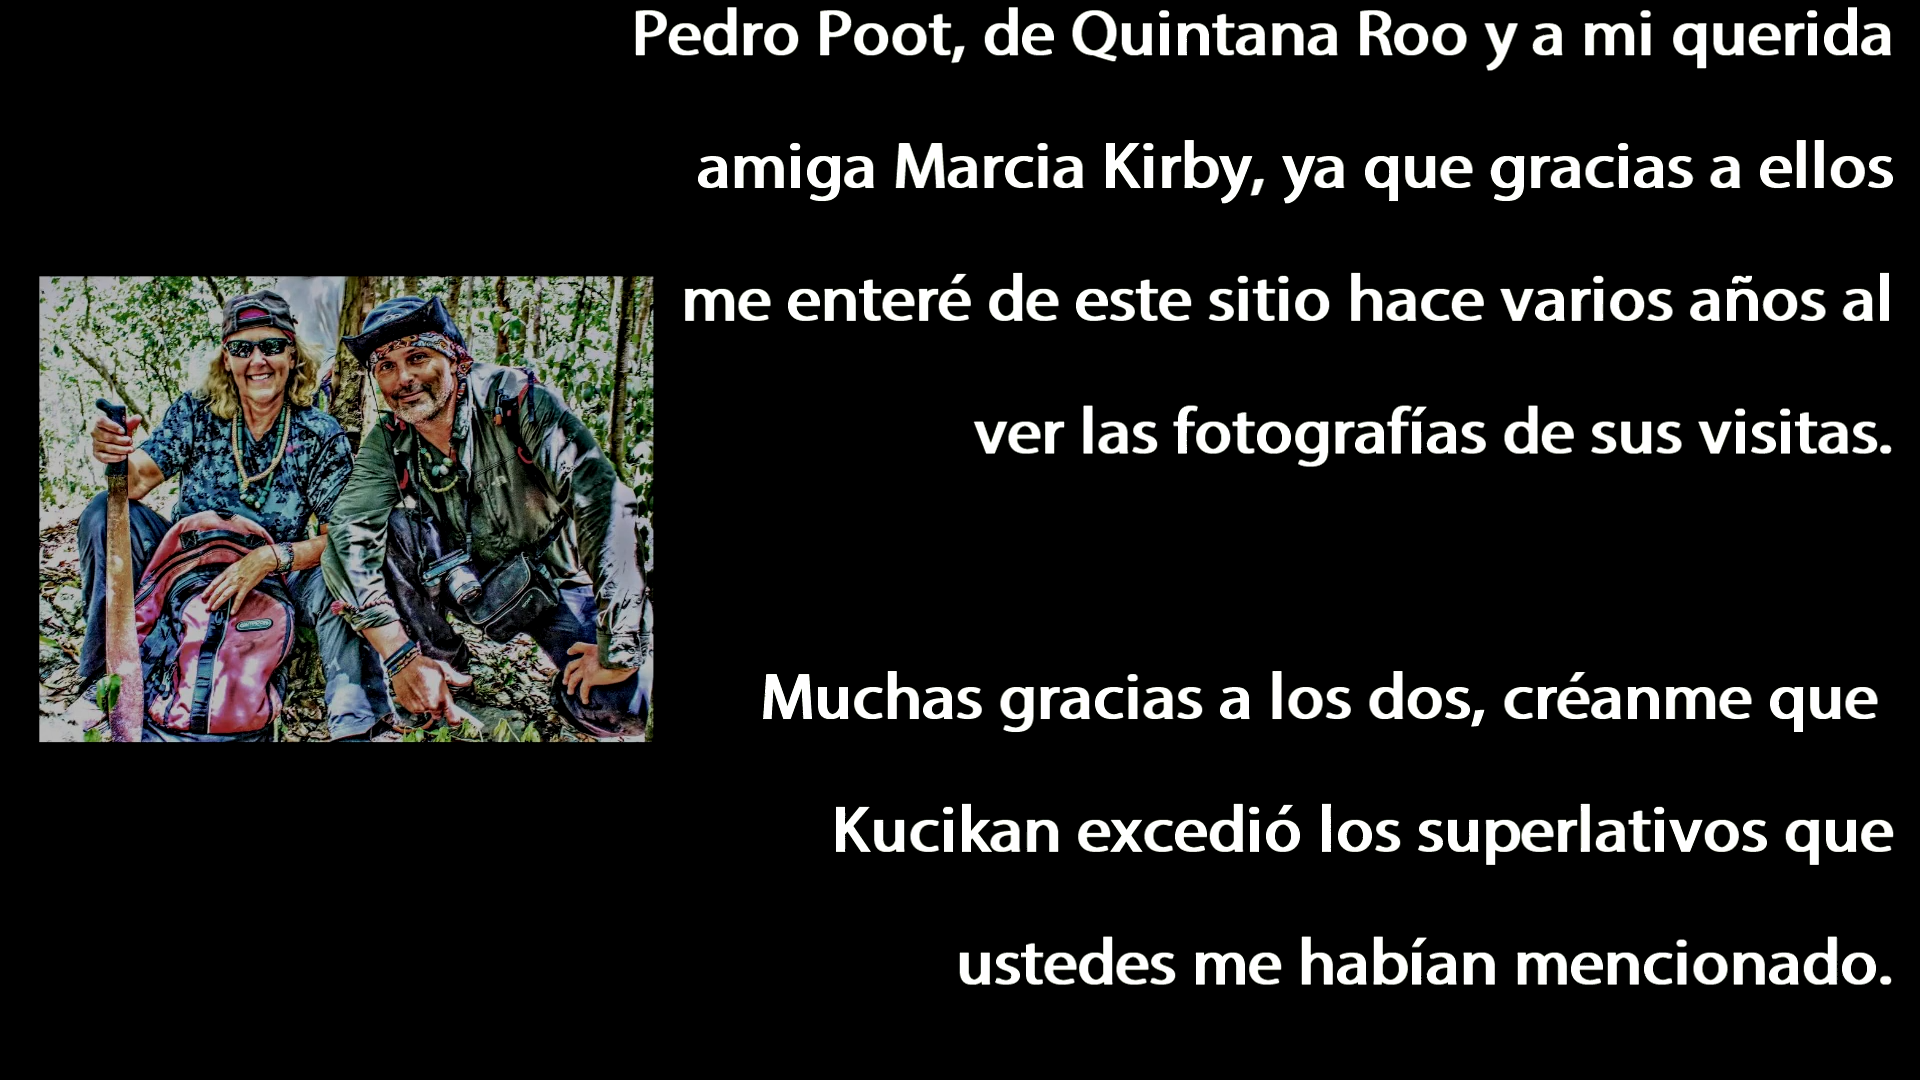 Pedro Poot, de Quintana Roo y a mi querida
amiga Marcia Kirby, ya que gracias a ellos
me enteré de este sitio hace varios años al
ver las fotografías de sus visitas.
Muchas gracias a los dos, créanme que
Kucikan excedió los superlativos que
ustedes me habían mencionado.